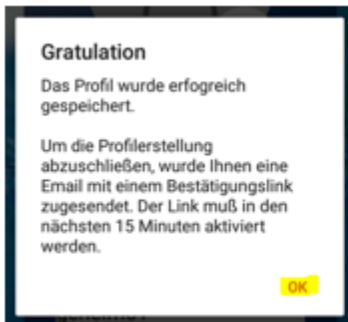 Gratulation
Das Profil wurde erfogreich
gespeichert.
Um die Profilerstellung
abzuschließen, wurde Ihnen eine
Email mit einem Bestätigungslink
zugesendet. Der Link muß in den
nächsten 15 Minuten aktiviert
werden.
OK